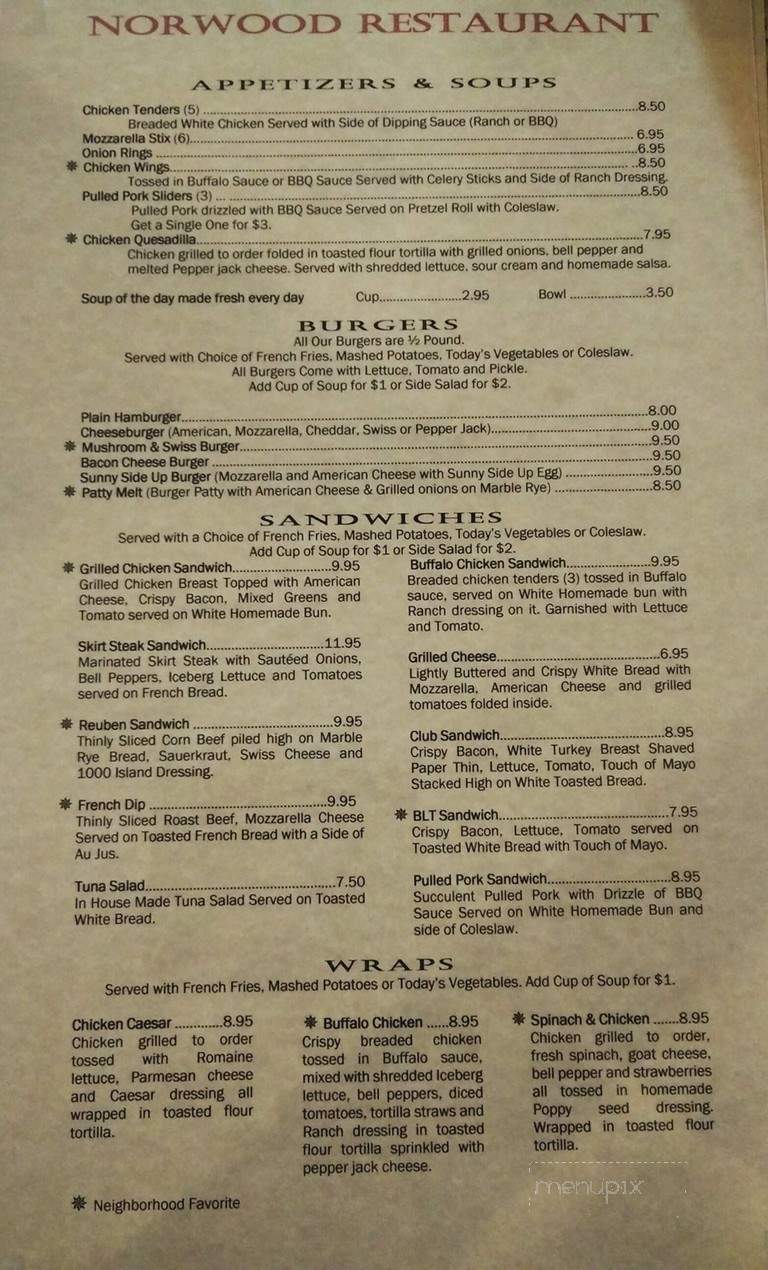 NORWOOD RESTAURANT
APPETIZERS & SOUPS
Chicken Tenders (5) ........................8.50
Breaded White Chicken Served with Side of Dipping Sauce (Ranch or BBQ)
Mozzarella Stix (6)........................ 6.95
Onion Rings ........................6.95
✵ Chicken Wings........................ ..8.50
Tossed in Buffalo Sauce or BBQ Sauce Served with Celery Sticks and Side of Ranch Dressing.
Pulled Pork Sliders (3) ... ........................8.50
Pulled Pork drizzled with BBQ Sauce Served on Pretzel Roll with Coleslaw.
Get a Single One for $3.
✵ Chicken Quesadilla........................7.95
Chicken grilled to order folded in toasted flour tortilla with grilled onions, bell pepper and
melted Pepper jack cheese. Served with shredded lettuce, sour cream and homemade salsa.
Soup of the day made fresh every day Cup..................2.95 Bowl .......................3.50
BURGERS
All Our Burgers are ½ Pound.
Served with Choice of French Fries, Mashed Potatoes, Today's Vegetables or Coleslaw.
All Burgers Come with Lettuce, Tomato and Pickle.
Add Cup of Soup for $1 or Side Salad for $2.
Plain Hamburger........................8.00
Cheeseburger (American, Mozzarella, Cheddar, Swiss or Pepper Jack)........................9.00
✵ Mushroom & Swiss Burger........................9.50
Bacon Cheese Burger ........................9.50
Sunny Side Up Burger (Mozzarella and American Cheese with Sunny Side Up Egg) ........................9.50
✵ Patty Melt (Burger Patty with American Cheese & Grilled onions on Marble Rye) ........................8.50
SANDWICHES
Served with a Choice of French Fries, Mashed Potatoes, Today's Vegetables or Coleslaw.
Add Cup of Soup for $1 or Side Salad for $2.
✵ Grilled Chicken Sandwich........................9.95
Grilled Chicken Breast Topped with American
Cheese, Crispy Bacon, Mixed Greens and
Tomato served on White Homemade Bun.
Skirt Steak Sandwich........................11.95
Marinated Skirt Steak with Sautéed Onions,
Bell Peppers, Iceberg Lettuce and Tomatoes
served on French Bread.
✵ Reuben Sandwich ........................9.95
Thinly Sliced Corn Beef piled high on Marble
Rye Bread, Sauerkraut, Swiss Cheese and
1000 Island Dressing.
✵ French Dip ........................9.95
Thinly Sliced Roast Beef, Mozzarella Cheese
Served on Toasted French Bread with a Side of
Au Jus.
Tuna Salad........................7.50
In House Made Tuna Salad Served on Toasted
White Bread.
Buffalo Chicken Sandwich........................9.95
Breaded chicken tenders (3) tossed in Buffalo
sauce, served on White Homemade bun with
Ranch dressing on it. Garnished with Lettuce
and Tomato.
Grilled Cheese........................6.95
Lightly Buttered and Crispy White Bread with
Mozzarella, American Cheese and grilled
tomatoes folded inside.
Club Sandwich........................8.95
Crispy Bacon, White Turkey Breast Shaved
Paper Thin, Lettuce, Tomato, Touch of Mayo
Stacked High on White Toasted Bread.
✵ BLT Sandwich........................7.95
Crispy Bacon, Lettuce, Tomato served on
Toasted White Bread with Touch of Mayo.
Pulled Pork Sandwich........................8.95
Succulent Pulled Pork with Drizzle of BBQ
Sauce Served on White Homemade Bun and
side of Coleslaw.
WRAPS
Served with French Fries, Mashed Potatoes or Today's Vegetables. Add Cup of Soup for $1.
Chicken Caesar ............8.95
Chicken grilled to order
tossed with Romaine
lettuce, Parmesan cheese
and Caesar dressing all
wrapped in toasted flour
tortilla.
✵ Buffalo Chicken ......8.95
Crispy breaded chicken
tossed in Buffalo sauce,
mixed with shredded Iceberg
lettuce, bell peppers, diced
tomatoes, tortilla straws and
Ranch dressing in toasted
flour tortilla sprinkled with
pepper jack cheese.
✵ Spinach & Chicken .......8.95
Chicken grilled to order,
fresh spinach, goat cheese,
bell pepper and strawberries
all tossed in homemade
Poppy seed dressing.
Wrapped in toasted flour
tortilla.
menupix
✵ Neighborhood Favorite